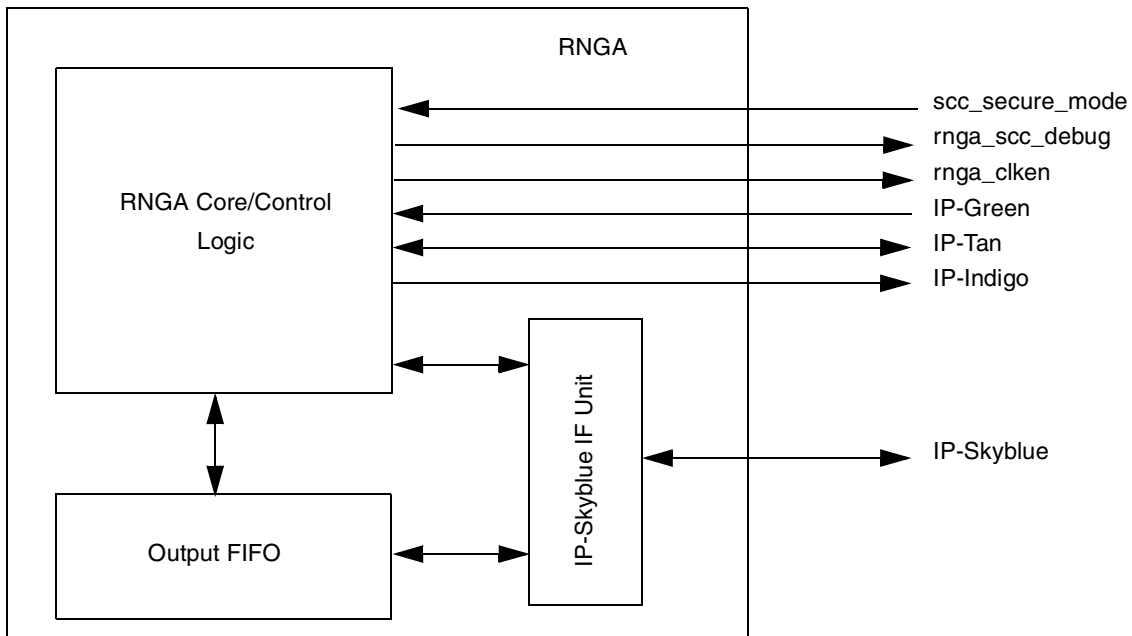 RNGA
scc_secure_mode
rnga_scc_debug
rnga_clken
RNGA Core/Control
Logic
IP-Green
IP-Tan
IP-Indigo
IP-Skyblue IF Unit
IP-Skyblue
Output FIFO